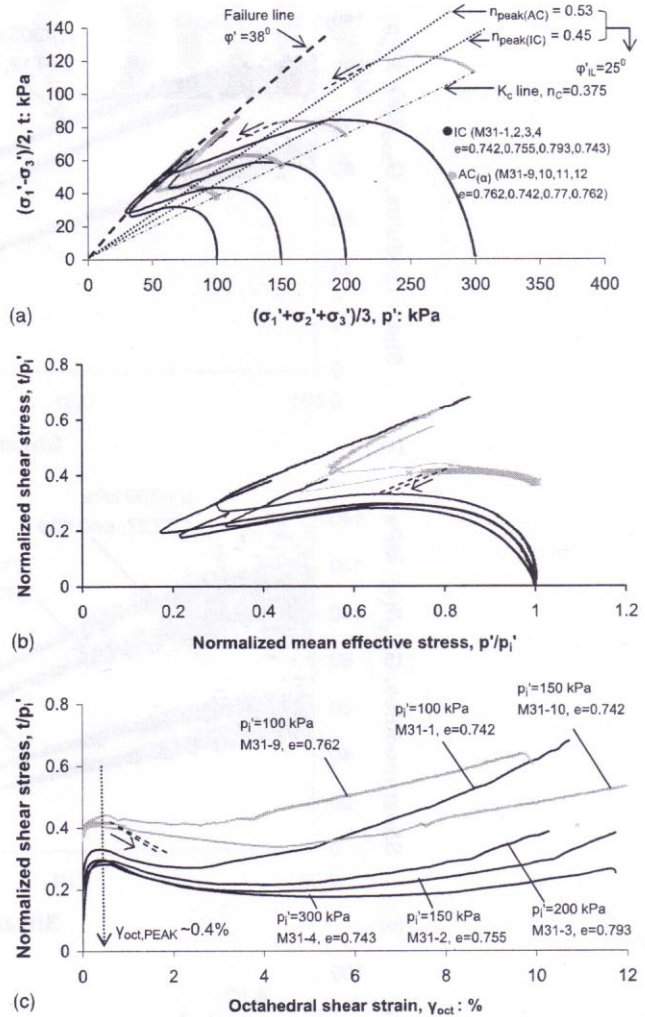 Failure line
φ' = 38⁰
n_peak(AC) = 0.53
n_peak(IC) = 0.45
φ'_IL=25⁰
K_C line, n_C=0.375
IC (M31-1,2,3,4
e=0.742,0.755,0.793,0.743)
AC(α) (M31-9,10,11,12
e=0.762,0.742,0.77,0.762)
(σ₁'-σ₃')/2, t: kPa
140
120
100
80
60
40
20
0
0 50 100 150 200 250 300 350 400
(a)
(σ₁'+σ₂'+σ₃')/3, p': kPa
Normalized shear stress, t/pᵢ'
0.8
0.6
0.4
0.2
0
0 0.2 0.4 0.6 0.8 1 1.2
(b)
Normalized mean effective stress, p'/pᵢ'
Normalized shear stress, t/pᵢ'
0.8
0.6
0.4
0.2
0
pᵢ'=100 kPa
M31-9, e=0.762
pᵢ'=100 kPa
M31-1, e=0.742
pᵢ'=150 kPa
M31-10, e=0.742
pᵢ'=300 kPa
M31-4, e=0.743
pᵢ'=150 kPa
M31-2, e=0.755
pᵢ'=200 kPa
M31-3, e=0.793
γ_oct,PEAK ~0.4%
0 2 4 6 8 10 12
(c)
Octahedral shear strain, γ_oct : %